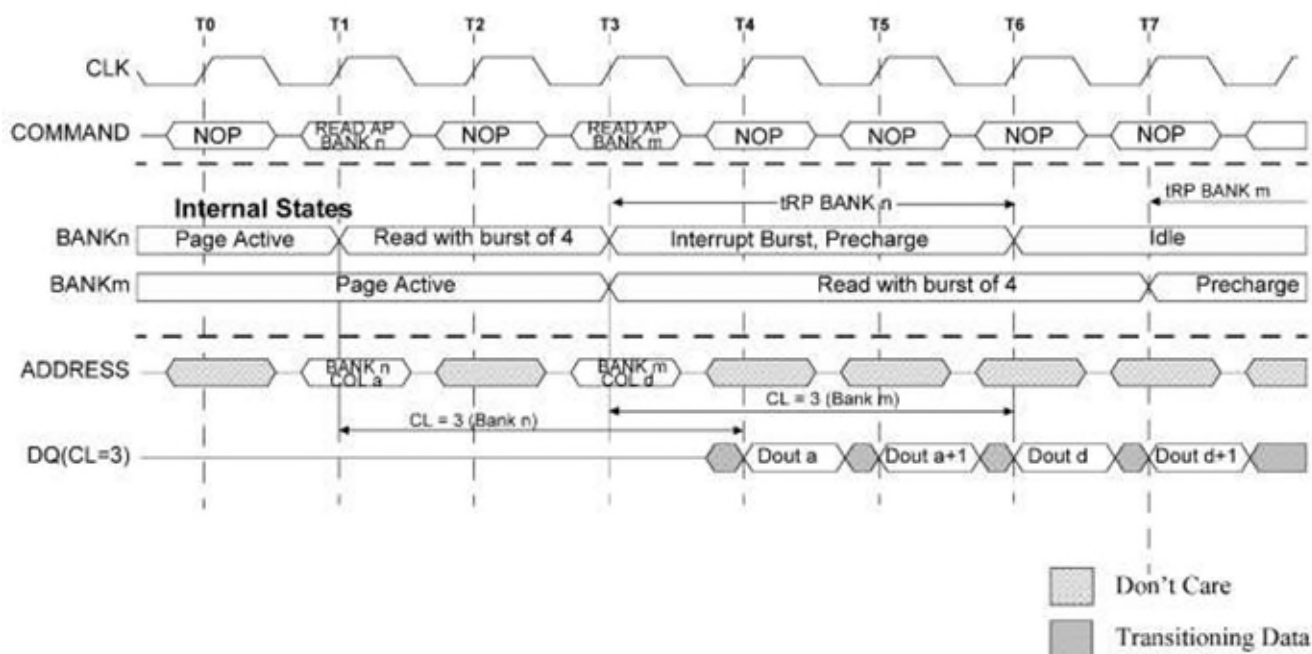 T0 T1 T2 T3 T4 T5 T6 T7
CLK
COMMAND NOP READ AP BANK n NOP READ AP BANK m NOP NOP NOP NOP
tRP BANK n tRP BANK m
Internal States
BANKn Page Active Read with burst of 4 Interrupt Burst, Precharge Idle
BANKm Page Active Read with burst of 4 Precharge
ADDRESS BANK n COL a BANK m COL d
CL = 3 (Bank m)
CL = 3 (Bank n)
DQ(CL=3) Dout a Dout a+1 Dout d Dout d+1
Don't Care
Transitioning Data